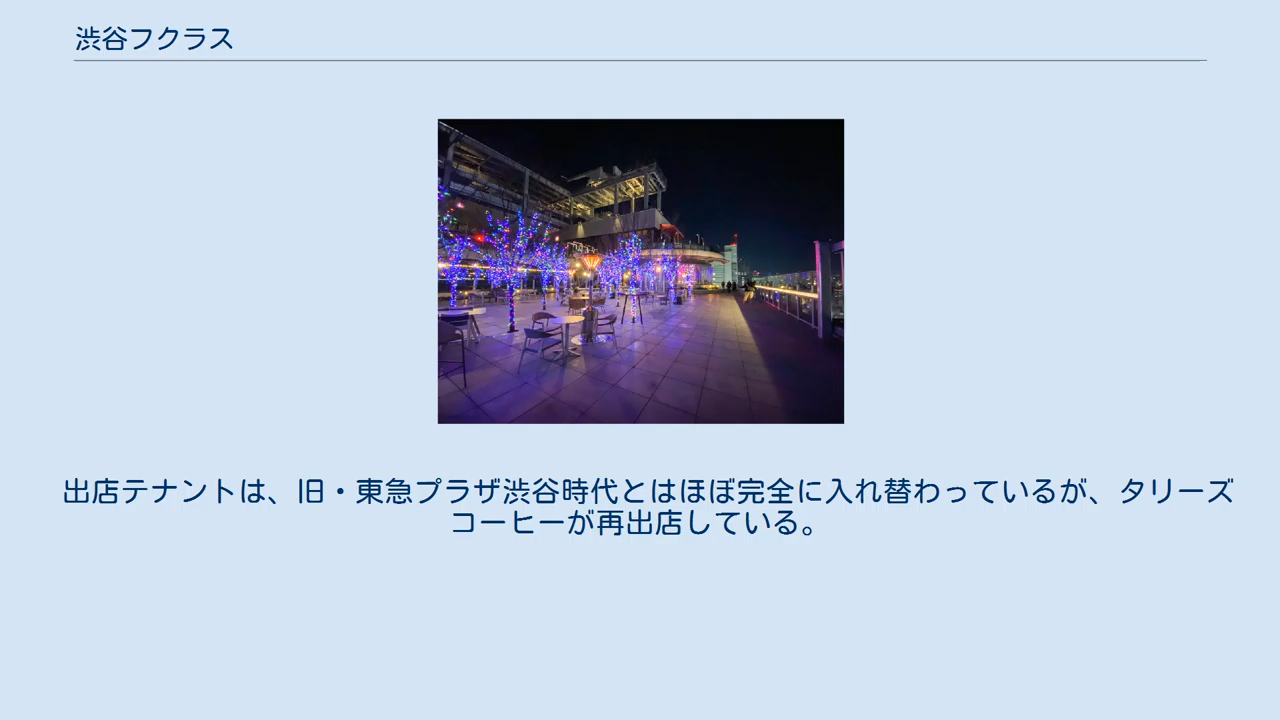 渋谷フクラス
出店テナントは、旧・東急プラザ渋谷時代とはほぼ完全に入れ替わっているが、タリーズ
コーヒーが再出店している。